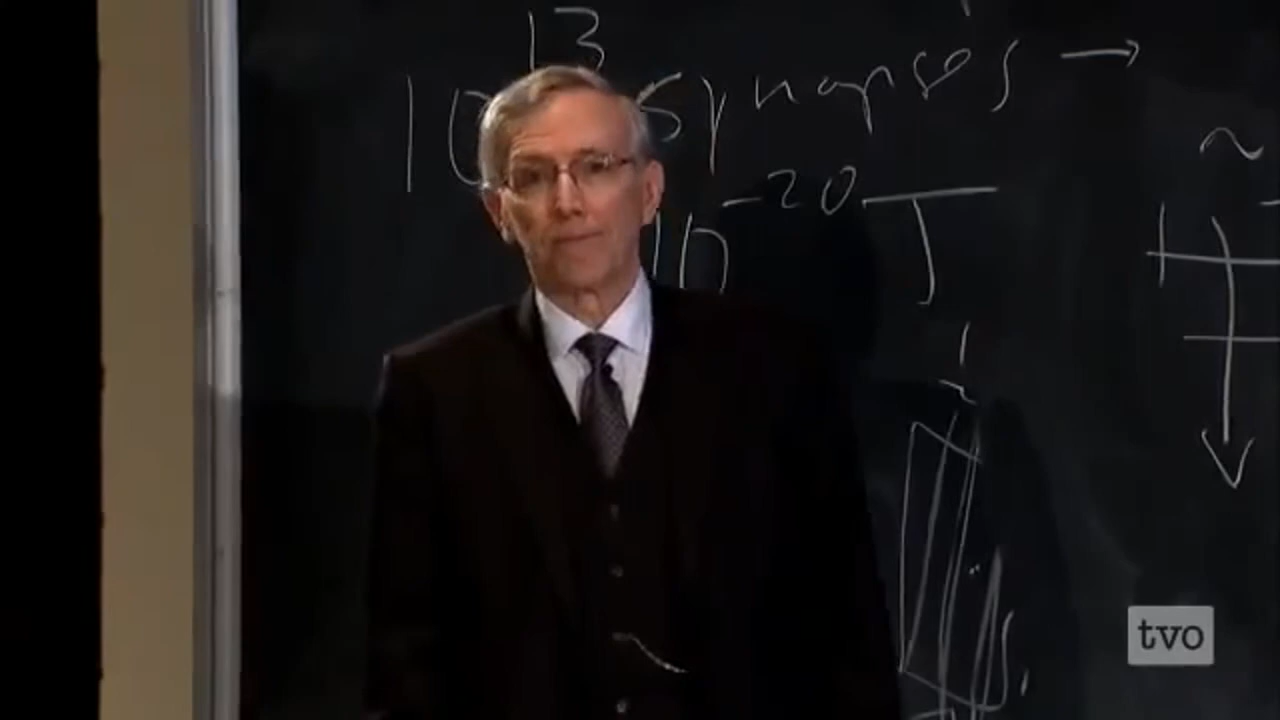 10^13 synapses →
~
10^-20 J
tvo